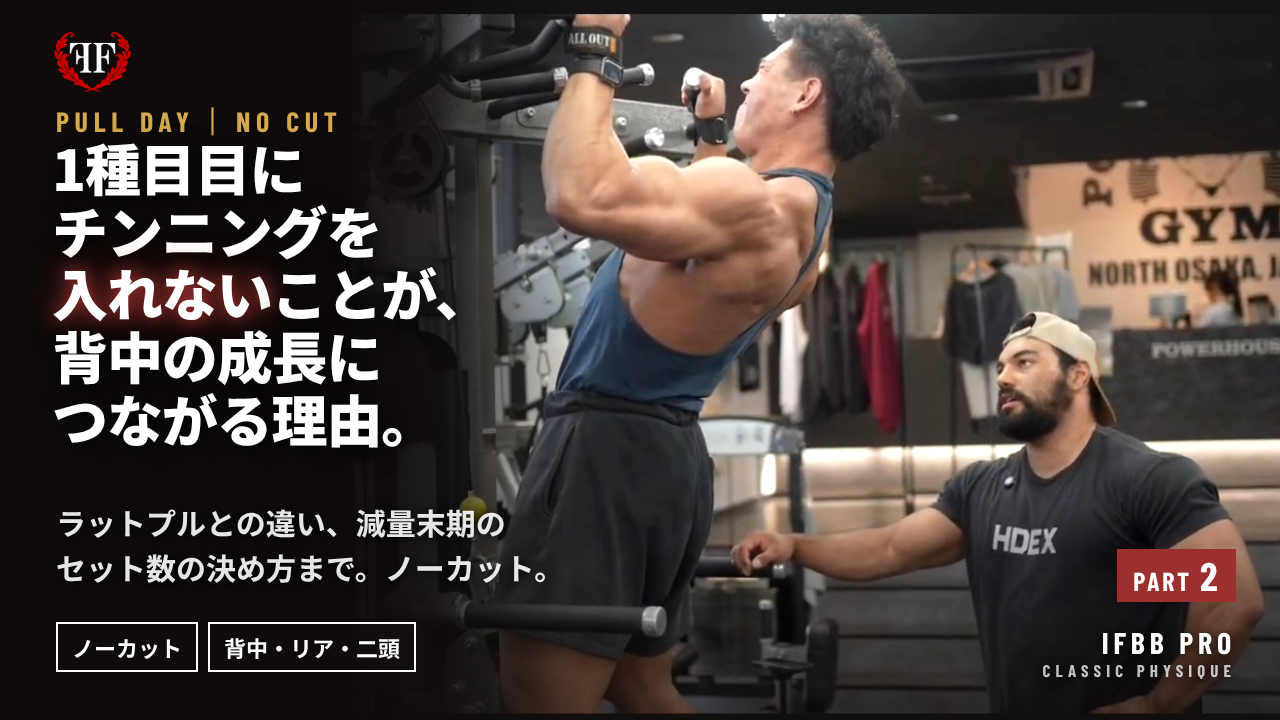 FF
PULL DAY | NO CUT
1種目目に
チンニングを
入れないことが、
背中の成長に
つながる理由。
ラットプルとの違い、減量末期の
セット数の決め方まで。ノーカット。
ノーカット
背中・リア・二頭
ALL OUT
GYM
NORTH OSAKA, J
POWERHOUS
HDEX
PART 2
IFBB PRO
CLASSIC PHYSIQUE